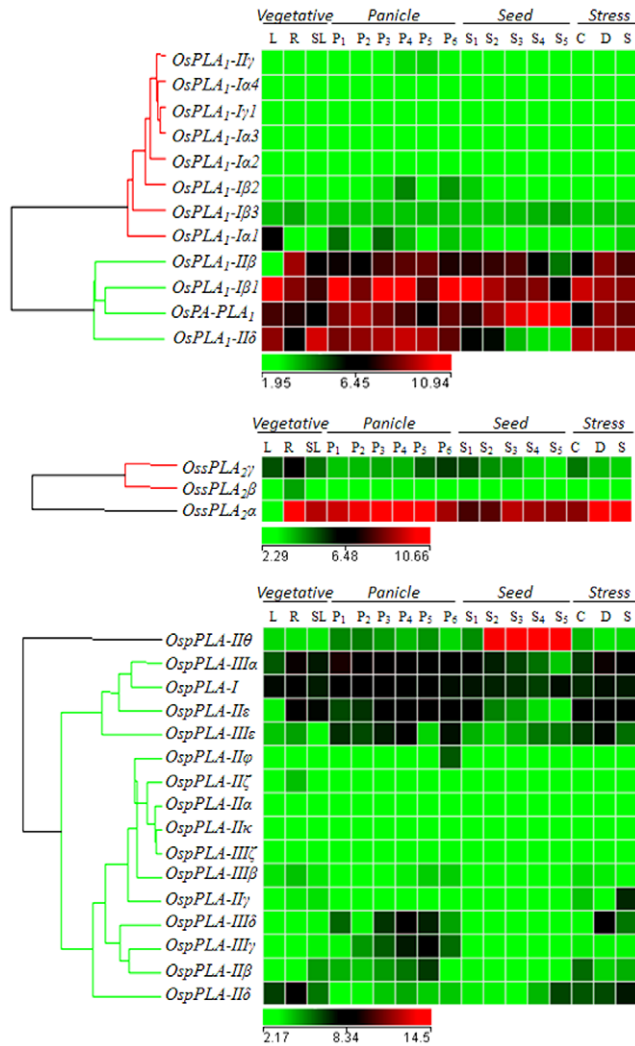 Vegetative Panicle Seed Stress
L R SL P1 P2 P3 P4 P5 P6 S1 S2 S3 S4 S5 C D S
OsPLA1-IIγ
OsPLA1-Iα4
OsPLA1-Iγ1
OsPLA1-Iα3
OsPLA1-Iα2
OsPLA1-Iβ2
OsPLA1-Iβ3
OsPLA1-Iα1
OsPLA1-IIβ
OsPLA1-Iβ1
OsPA-PLA1
OsPLA1-IIδ
1.95 6.45 10.94
Vegetative Panicle Seed Stress
L R SL P1 P2 P3 P4 P5 P6 S1 S2 S3 S4 S5 C D S
OssPLA2γ
OssPLA2β
OssPLA2α
2.29 6.48 10.66
Vegetative Panicle Seed Stress
L R SL P1 P2 P3 P4 P5 P6 S1 S2 S3 S4 S5 C D S
OspPLA-IIθ
OspPLA-IIIα
OspPLA-I
OspPLA-IIε
OspPLA-IIIε
OspPLA-IIφ
OspPLA-IIζ
OspPLA-IIα
OspPLA-IIκ
OspPLA-IIIζ
OspPLA-IIIβ
OspPLA-IIγ
OspPLA-IIIδ
OspPLA-IIIγ
OspPLA-IIβ
OspPLA-IIδ
2.17 8.34 14.5